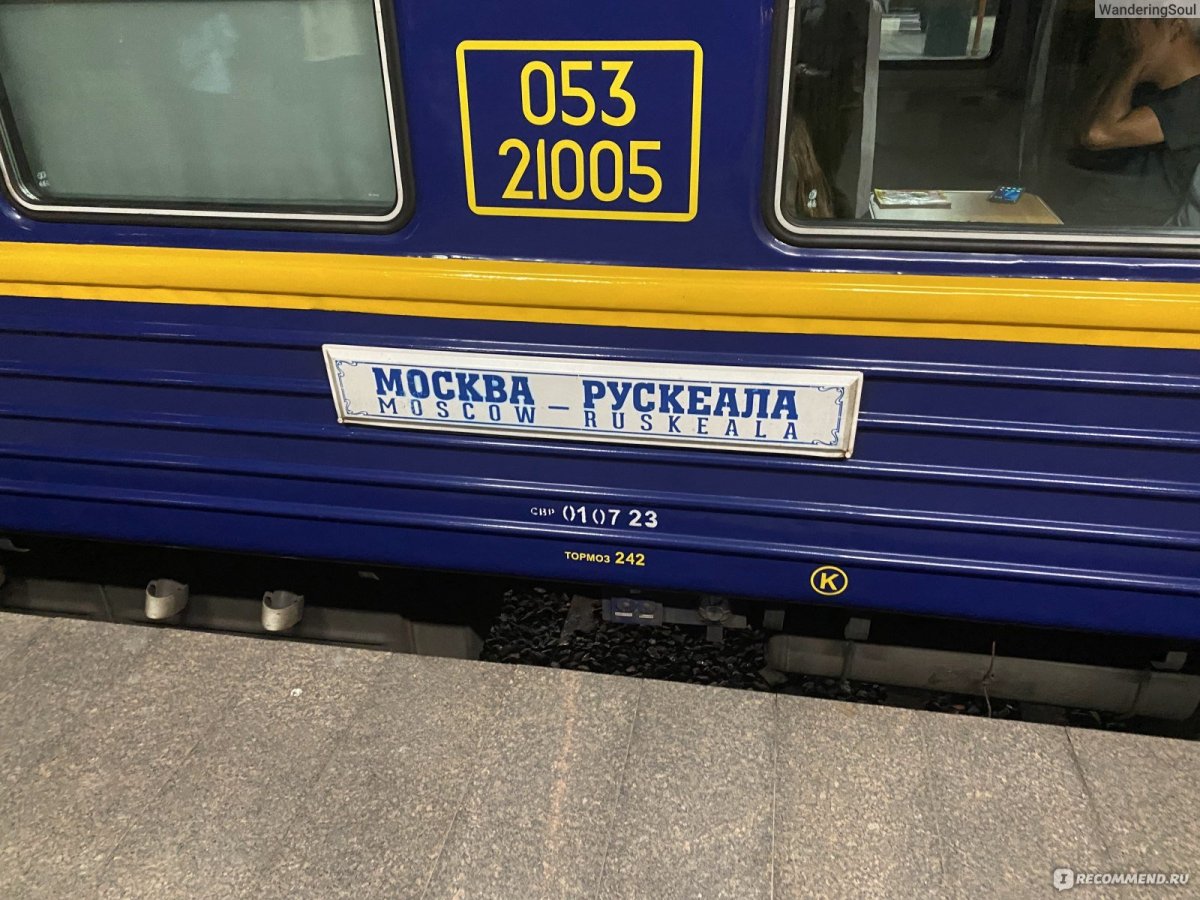 WanderingSoul
053
21005
МОСКВА – РУСКЕАЛА
MOSCOW – RUSKEALA
СВР 01 07 23
ТОРМОЗ 242
К
IRECOMMEND.RU